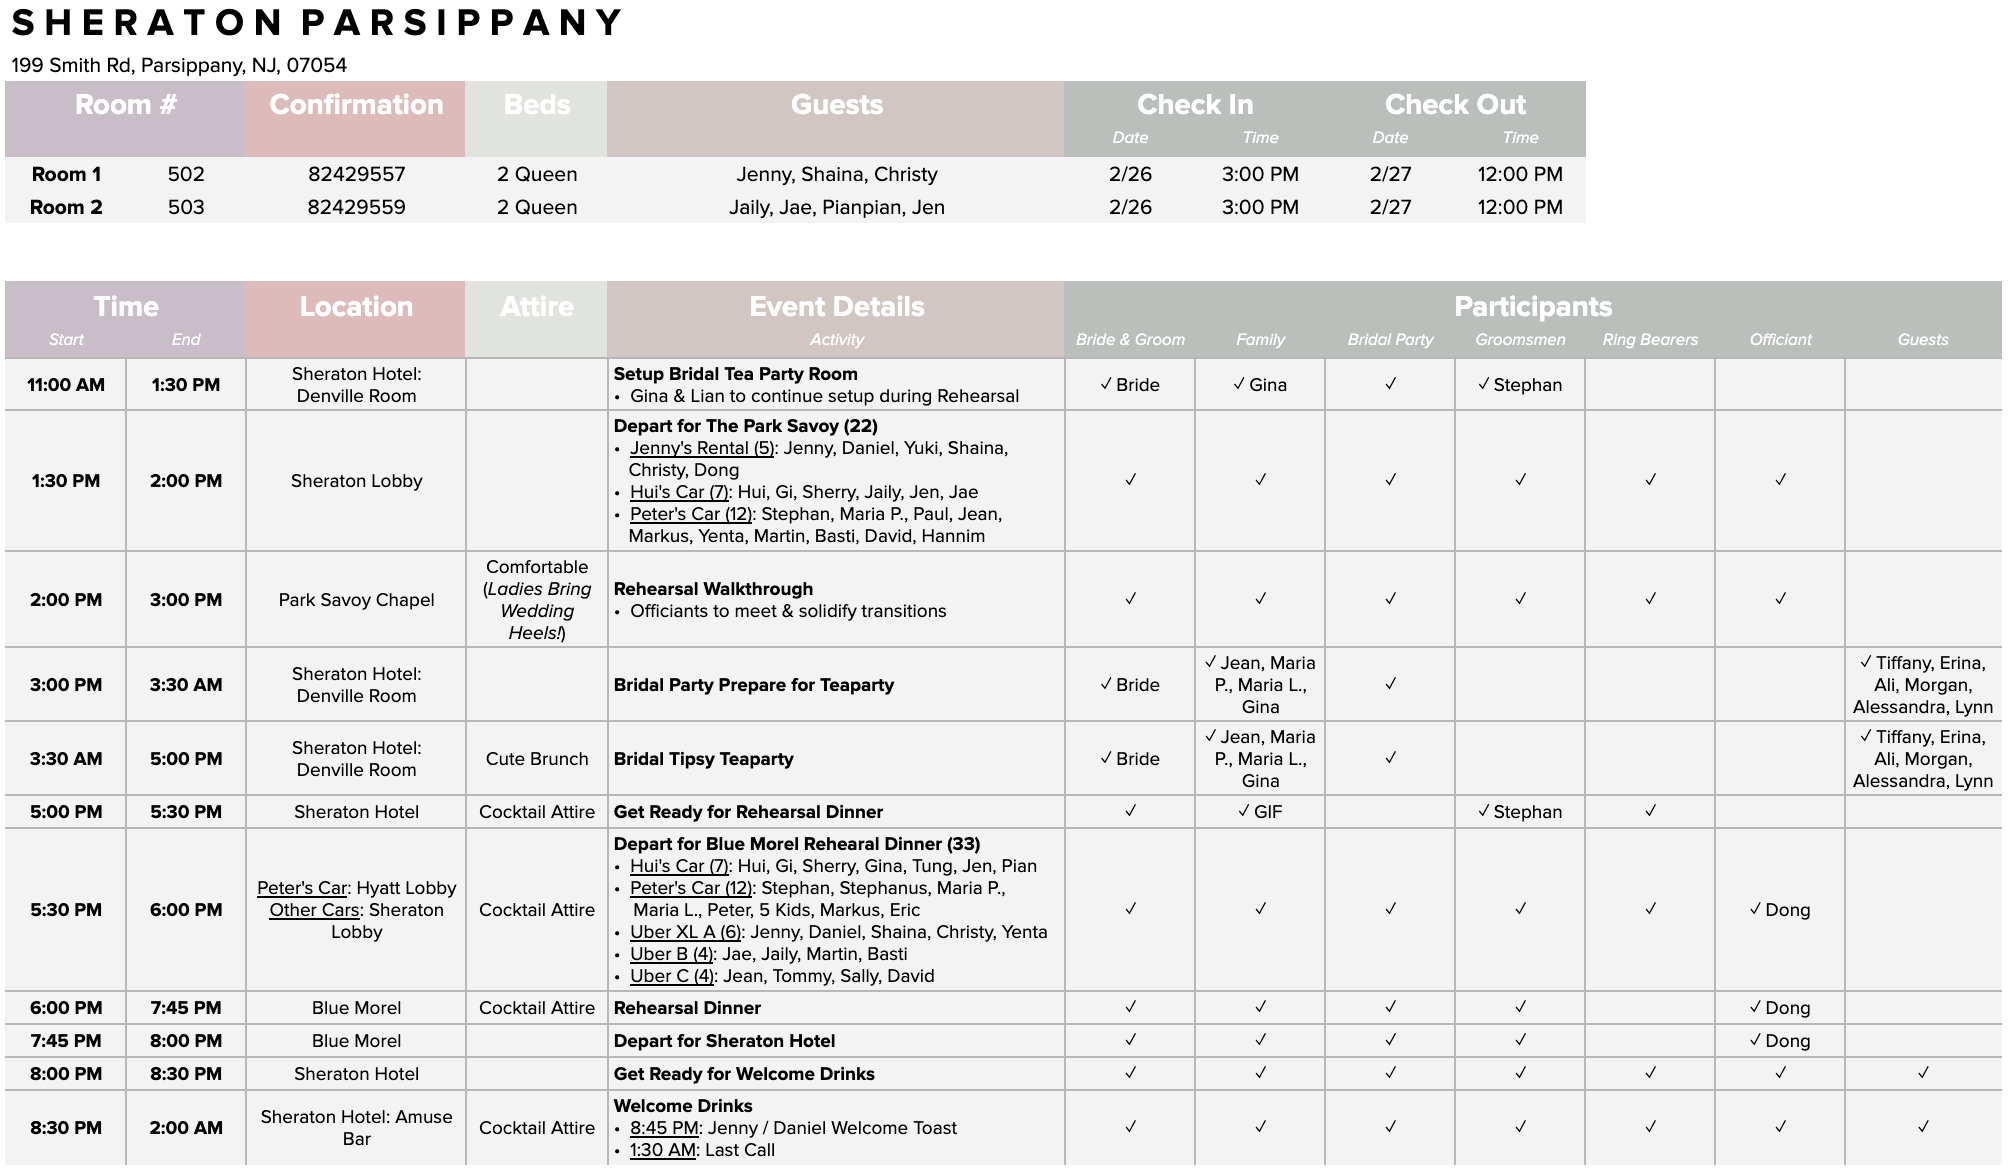 SHERATON PARSIPPANY
199 Smith Rd, Parsippany, NJ, 07054
Room # Confirmation Beds Guests Check In Check Out
Date Time Date Time
Room 1 502 82429557 2 Queen Jenny, Shaina, Christy 2/26 3:00 PM 2/27 12:00 PM
Room 2 503 82429559 2 Queen Jaily, Jae, Pianpian, Jen 2/26 3:00 PM 2/27 12:00 PM
Time Location Attire Event Details Participants
Start End Activity Bride & Groom Family Bridal Party Groomsmen Ring Bearers Officiant Guests
11:00 AM 1:30 PM
Sheraton Hotel:
Denville Room
Setup Bridal Tea Party Room
• Gina & Lian to continue setup during Rehearsal
✓ Bride ✓ Gina ✓ ✓ Stephan
1:30 PM 2:00 PM Sheraton Lobby
Depart for The Park Savoy (22)
• Jenny's Rental (5): Jenny, Daniel, Yuki, Shaina,
Christy, Dong
• Hui's Car (7): Hui, Gi, Sherry, Jaily, Jen, Jae
• Peter's Car (12): Stephan, Maria P., Paul, Jean,
Markus, Yenta, Martin, Basti, David, Hannim
✓ ✓ ✓ ✓ ✓ ✓
2:00 PM 3:00 PM Park Savoy Chapel
Comfortable
(Ladies Bring
Wedding
Heels!)
Rehearsal Walkthrough
• Officiants to meet & solidify transitions
✓ ✓ ✓ ✓ ✓ ✓
3:00 PM 3:30 AM
Sheraton Hotel:
Denville Room
Bridal Party Prepare for Teaparty
✓ Bride
✓ Jean, Maria
P., Maria L.,
Gina
✓
✓ Tiffany, Erina,
Ali, Morgan,
Alessandra, Lynn
3:30 AM 5:00 PM
Sheraton Hotel:
Denville Room
Cute Brunch Bridal Tipsy Teaparty
✓ Bride
✓ Jean, Maria
P., Maria L.,
Gina
✓
✓ Tiffany, Erina,
Ali, Morgan,
Alessandra, Lynn
5:00 PM 5:30 PM Sheraton Hotel Cocktail Attire Get Ready for Rehearsal Dinner ✓ ✓ GIF ✓ Stephan ✓
5:30 PM 6:00 PM
Peter's Car: Hyatt Lobby
Other Cars: Sheraton
Lobby
Cocktail Attire
Depart for Blue Morel Rehearal Dinner (33)
• Hui's Car (7): Hui, Gi, Sherry, Gina, Tung, Jen, Pian
• Peter's Car (12): Stephan, Stephanus, Maria P.,
Maria L., Peter, 5 Kids, Markus, Eric
• Uber XL A (6): Jenny, Daniel, Shaina, Christy, Yenta
• Uber B (4): Jae, Jaily, Martin, Basti
• Uber C (4): Jean, Tommy, Sally, David
✓ ✓ ✓ ✓ ✓ ✓ Dong
6:00 PM 7:45 PM Blue Morel Cocktail Attire Rehearsal Dinner ✓ ✓ ✓ ✓ ✓ Dong
7:45 PM 8:00 PM Blue Morel Depart for Sheraton Hotel ✓ ✓ ✓ ✓ ✓ Dong
8:00 PM 8:30 PM Sheraton Hotel Get Ready for Welcome Drinks ✓ ✓ ✓ ✓ ✓ ✓ ✓
8:30 PM 2:00 AM
Sheraton Hotel: Amuse
Bar
Cocktail Attire
Welcome Drinks
• 8:45 PM: Jenny / Daniel Welcome Toast
• 1:30 AM: Last Call
✓ ✓ ✓ ✓ ✓ ✓ ✓